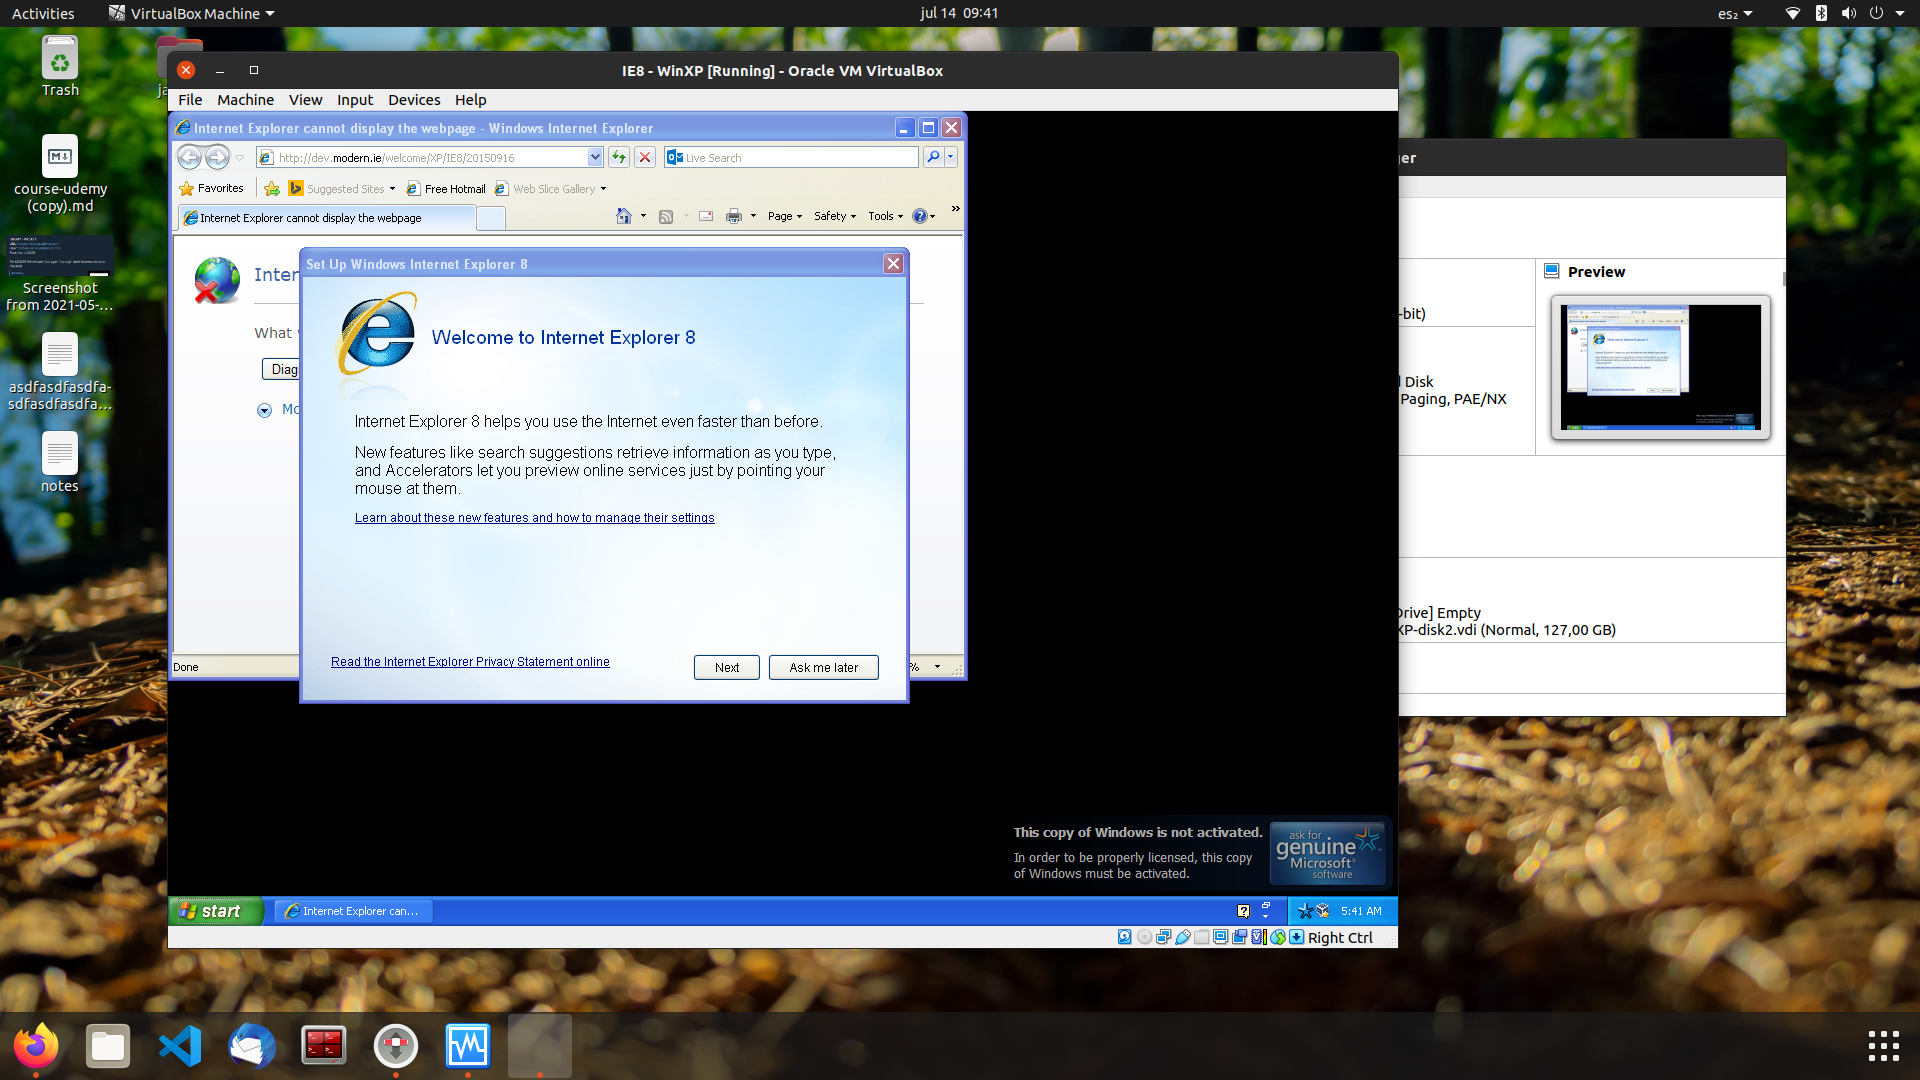 Activities
VirtualBox Machine
jul 14 09:41
es₂
Trash
course-udemy
(copy).md
Screenshot
from 2021-05-...
asdfasdfasdfa-
sdfasdfasdfa...
notes
IE8 - WinXP [Running] - Oracle VM VirtualBox
File Machine View Input Devices Help
Internet Explorer cannot display the webpage - Windows Internet Explorer
http://dev.modern.ie/welcome/XP/IE8/20150916
Live Search
Favorites
Suggested Sites
Free Hotmail
Web Slice Gallery
Internet Explorer cannot display the webpage
Page
Safety
Tools
»
Inter
What
Diag
Mo
Set Up Windows Internet Explorer 8
Welcome to Internet Explorer 8
Internet Explorer 8 helps you use the Internet even faster than before.
New features like search suggestions retrieve information as you type,
and Accelerators let you preview online services just by pointing your
mouse at them.
Learn about these new features and how to manage their settings
Read the Internet Explorer Privacy Statement online
Next
Ask me later
Done
%
ger
Preview
-bit)
Disk
Paging, PAE/NX
Drive] Empty
XP-disk2.vdi (Normal, 127,00 GB)
This copy of Windows is not activated.
In order to be properly licensed, this copy
of Windows must be activated.
ask for
genuine
Microsoft®
software
start
Internet Explorer can...
5:41 AM
Right Ctrl